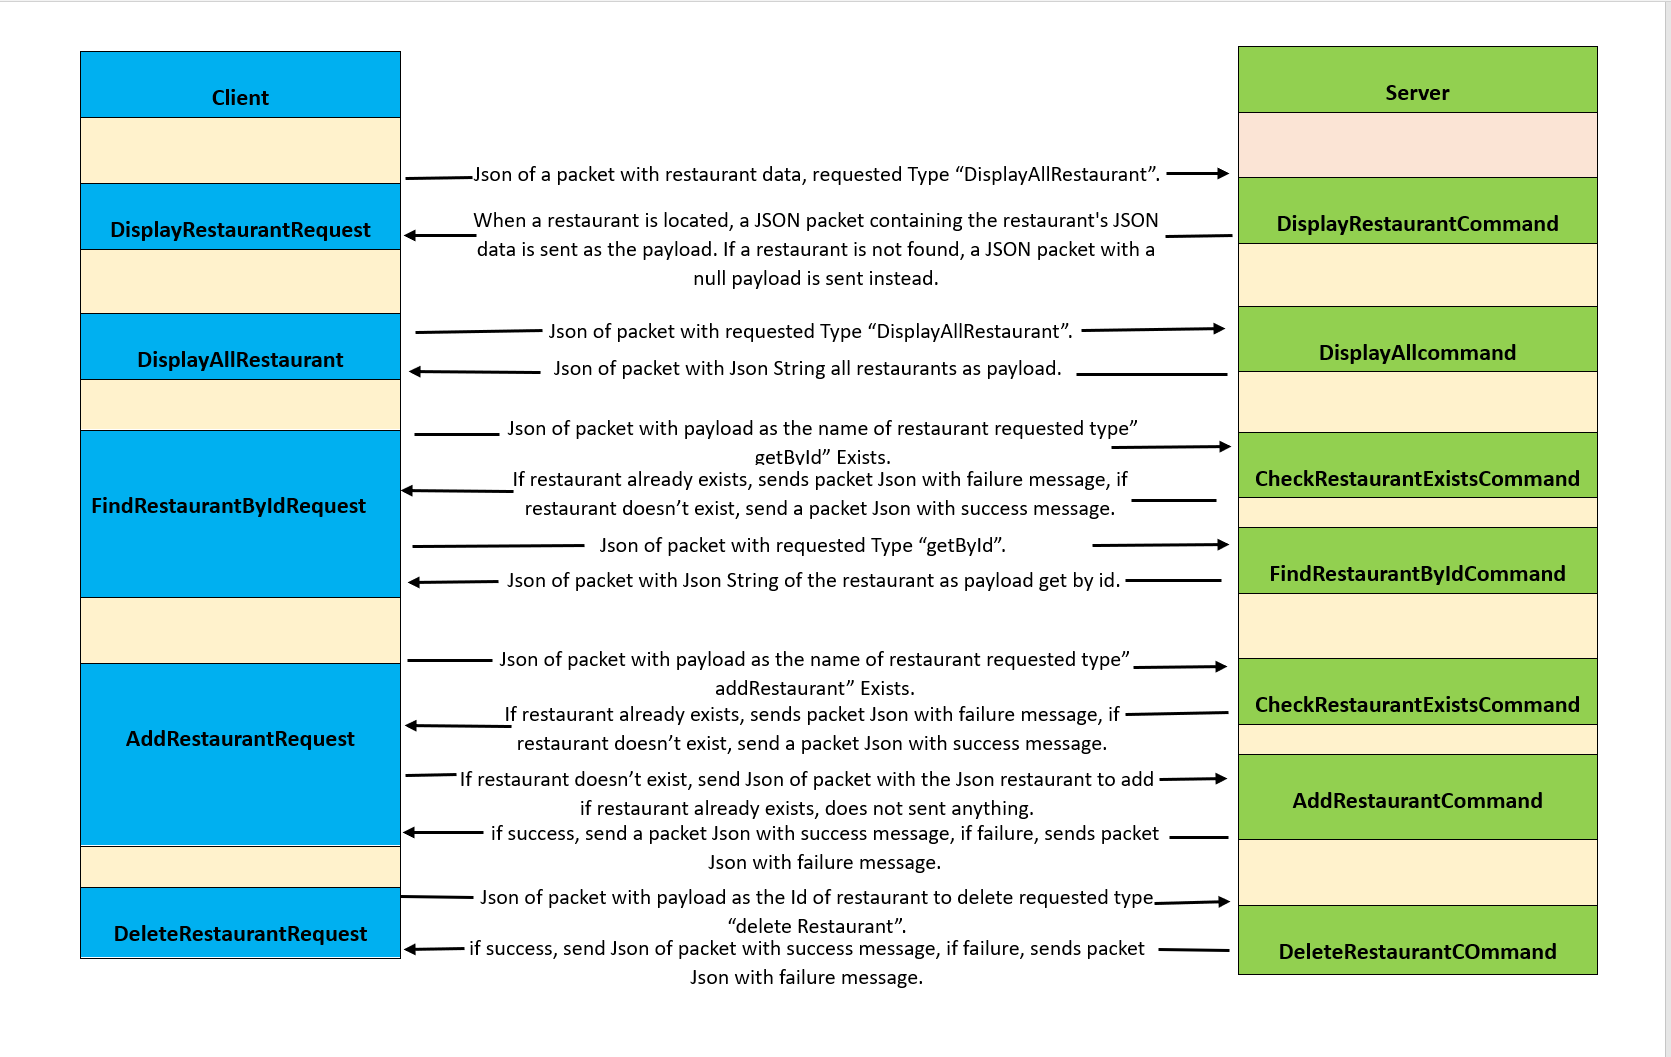 Client
Server
Json of a packet with restaurant data, requested Type “DisplayAllRestaurant”.
DisplayRestaurantRequest
When a restaurant is located, a JSON packet containing the restaurant's JSON
data is sent as the payload. If a restaurant is not found, a JSON packet with a
null payload is sent instead.
DisplayRestaurantCommand
Json of packet with requested Type “DisplayAllRestaurant”.
DisplayAllRestaurant
DisplayAllcommand
Json of packet with Json String all restaurants as payload.
Json of packet with payload as the name of restaurant requested type”
getById” Exists.
If restaurant already exists, sends packet Json with failure message, if
restaurant doesn’t exist, send a packet Json with success message.
CheckRestaurantExistsCommand
FindRestaurantByIdRequest
Json of packet with requested Type “getById”.
Json of packet with Json String of the restaurant as payload get by id.
FindRestaurantByIdCommand
Json of packet with payload as the name of restaurant requested type”
addRestaurant” Exists.
If restaurant already exists, sends packet Json with failure message, if
restaurant doesn’t exist, send a packet Json with success message.
CheckRestaurantExistsCommand
AddRestaurantRequest
If restaurant doesn’t exist, send Json of packet with the Json restaurant to add
if restaurant already exists, does not sent anything.
AddRestaurantCommand
if success, send a packet Json with success message, if failure, sends packet
Json with failure message.
Json of packet with payload as the Id of restaurant to delete requested type
“delete Restaurant”.
DeleteRestaurantRequest
if success, send Json of packet with success message, if failure, sends packet
Json with failure message.
DeleteRestaurantCOmmand